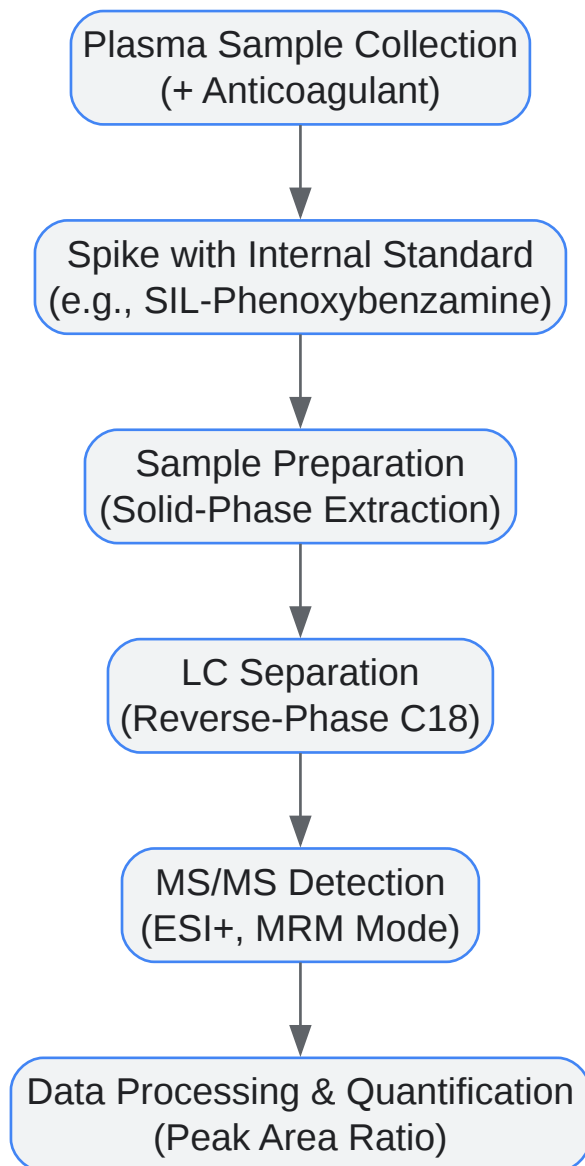 Plasma Sample Collection
(+ Anticoagulant)
Spike with Internal Standard
(e.g., SIL-Phenoxybenzamine)
Sample Preparation
(Solid-Phase Extraction)
LC Separation
(Reverse-Phase C18)
MS/MS Detection
(ESI+, MRM Mode)
Data Processing & Quantification
(Peak Area Ratio)